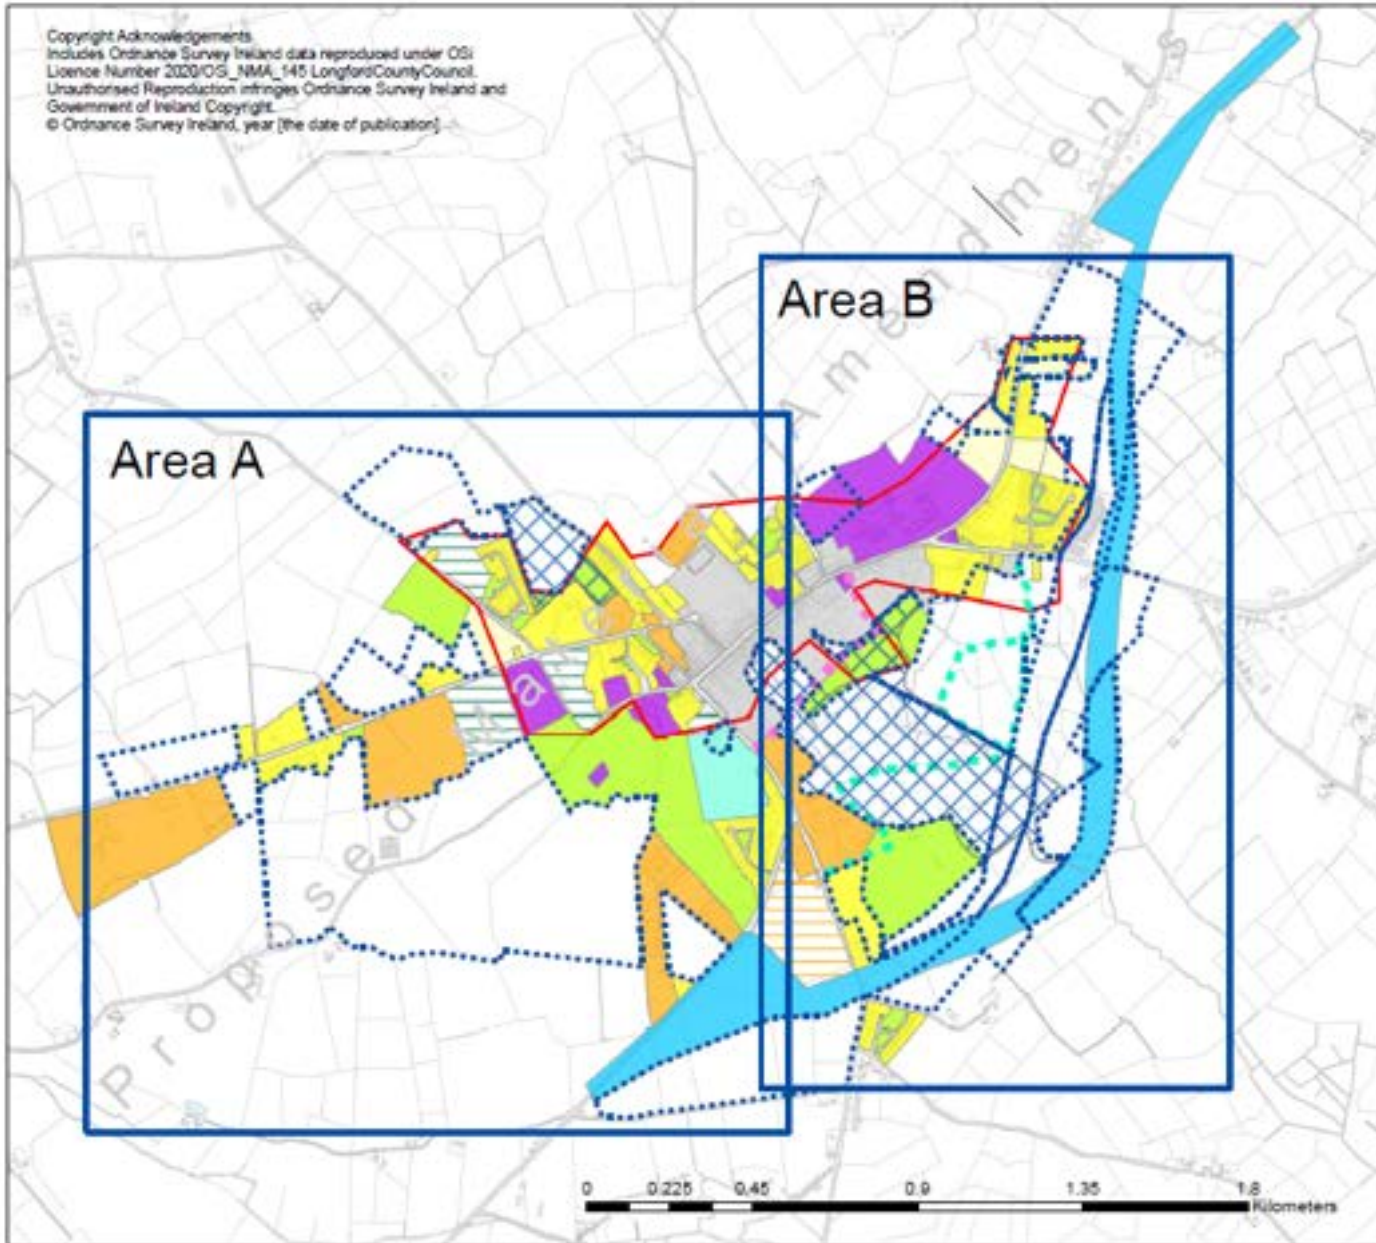 Copyright Acknowledgements
Includes Ordnance Survey Ireland data reproduced under OSi
Licence Number 2020/OSi_NMA_145 LongfordCountyCouncil.
Unauthorised Reproduction infringes Ordnance Survey Ireland and
Government of Ireland Copyright.
© Ordnance Survey Ireland, year [the date of publication]
Area B
Area A
Proposed Material Amendments
0 0.225 0.45 0.9 1.35 1.8
Kilometers